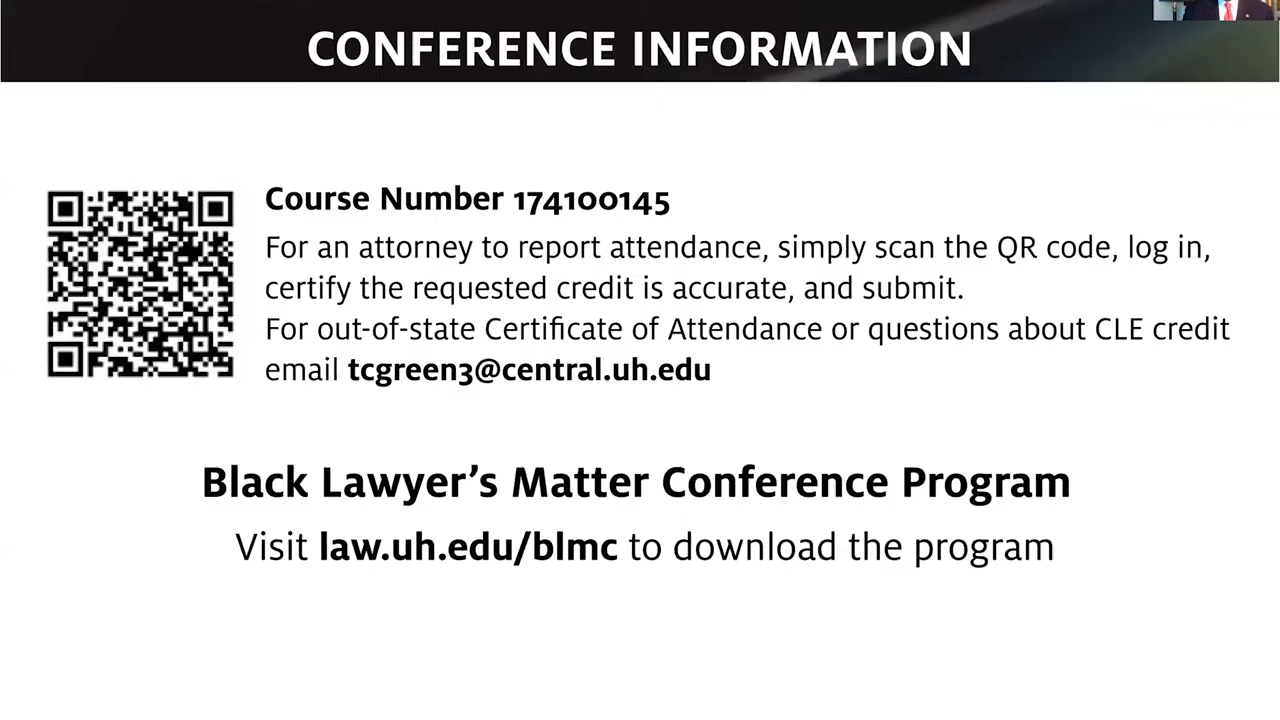 CONFERENCE INFORMATION
Course Number 174100145
For an attorney to report attendance, simply scan the QR code, log in,
certify the requested credit is accurate, and submit.
For out-of-state Certificate of Attendance or questions about CLE credit
email tcgreen3@central.uh.edu
Black Lawyer’s Matter Conference Program
Visit law.uh.edu/blmc to download the program